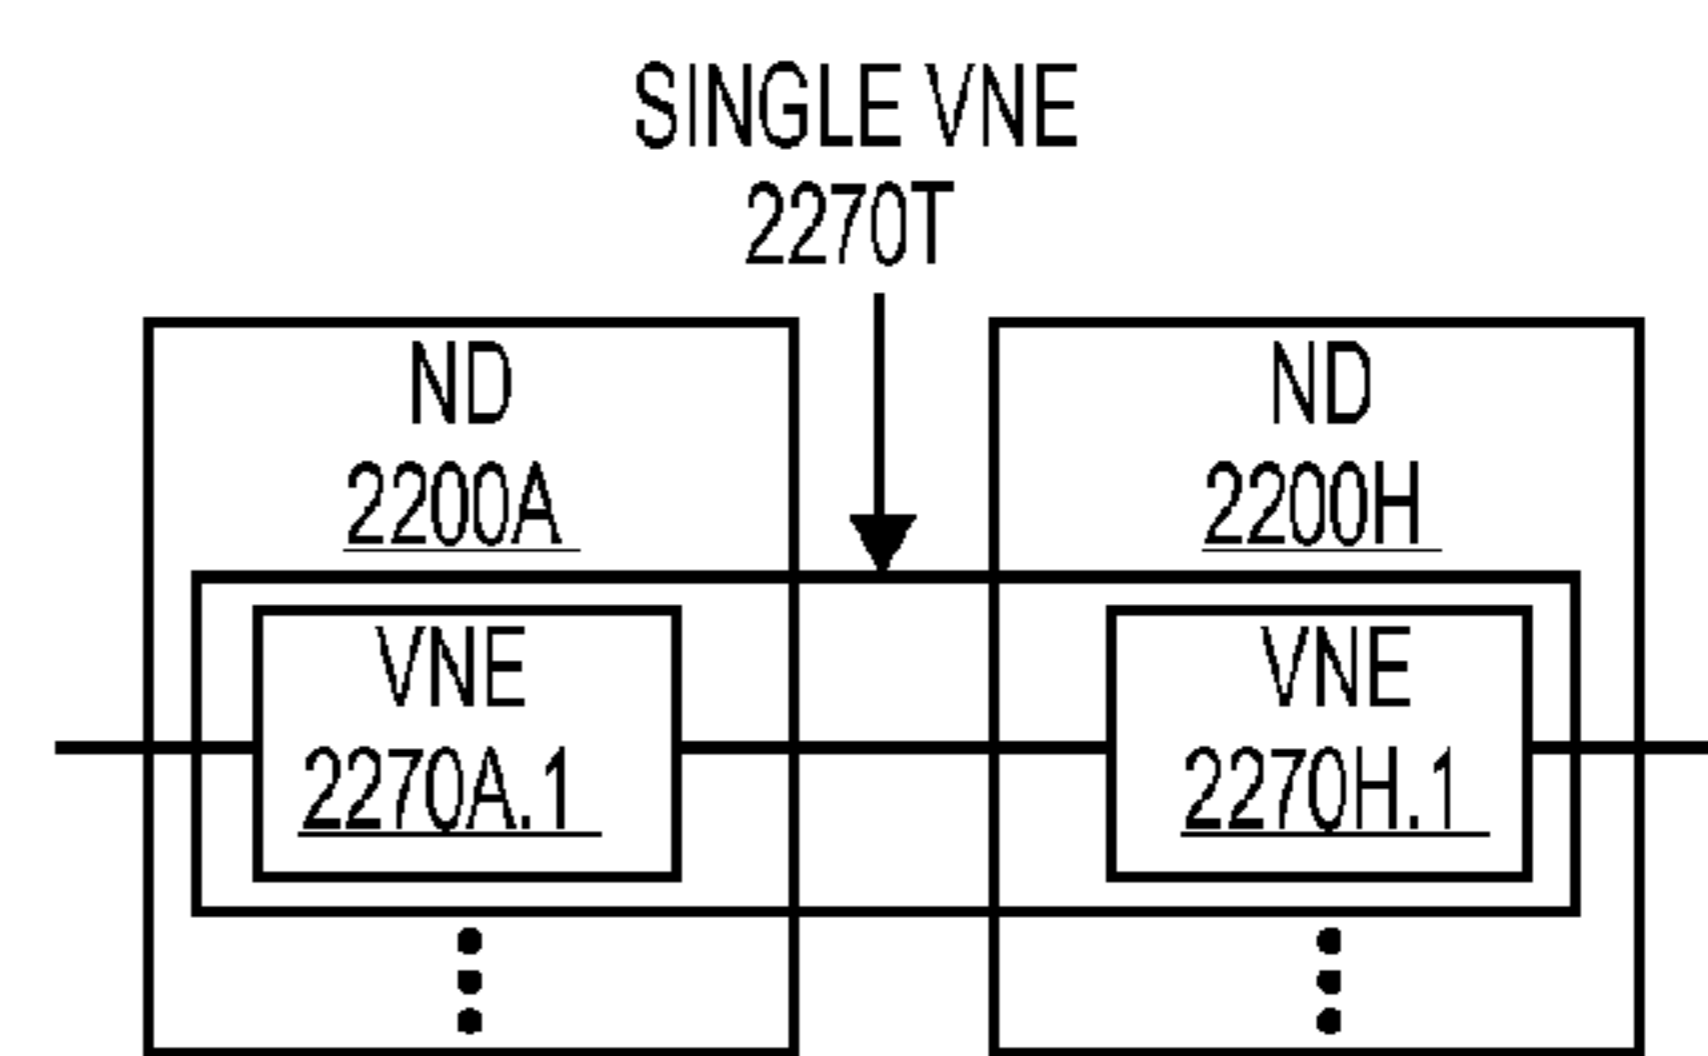 SINGLE VNE
2270T
ND
2200A
ND
2200H
VNE
2270A.1
VNE
2270H.1